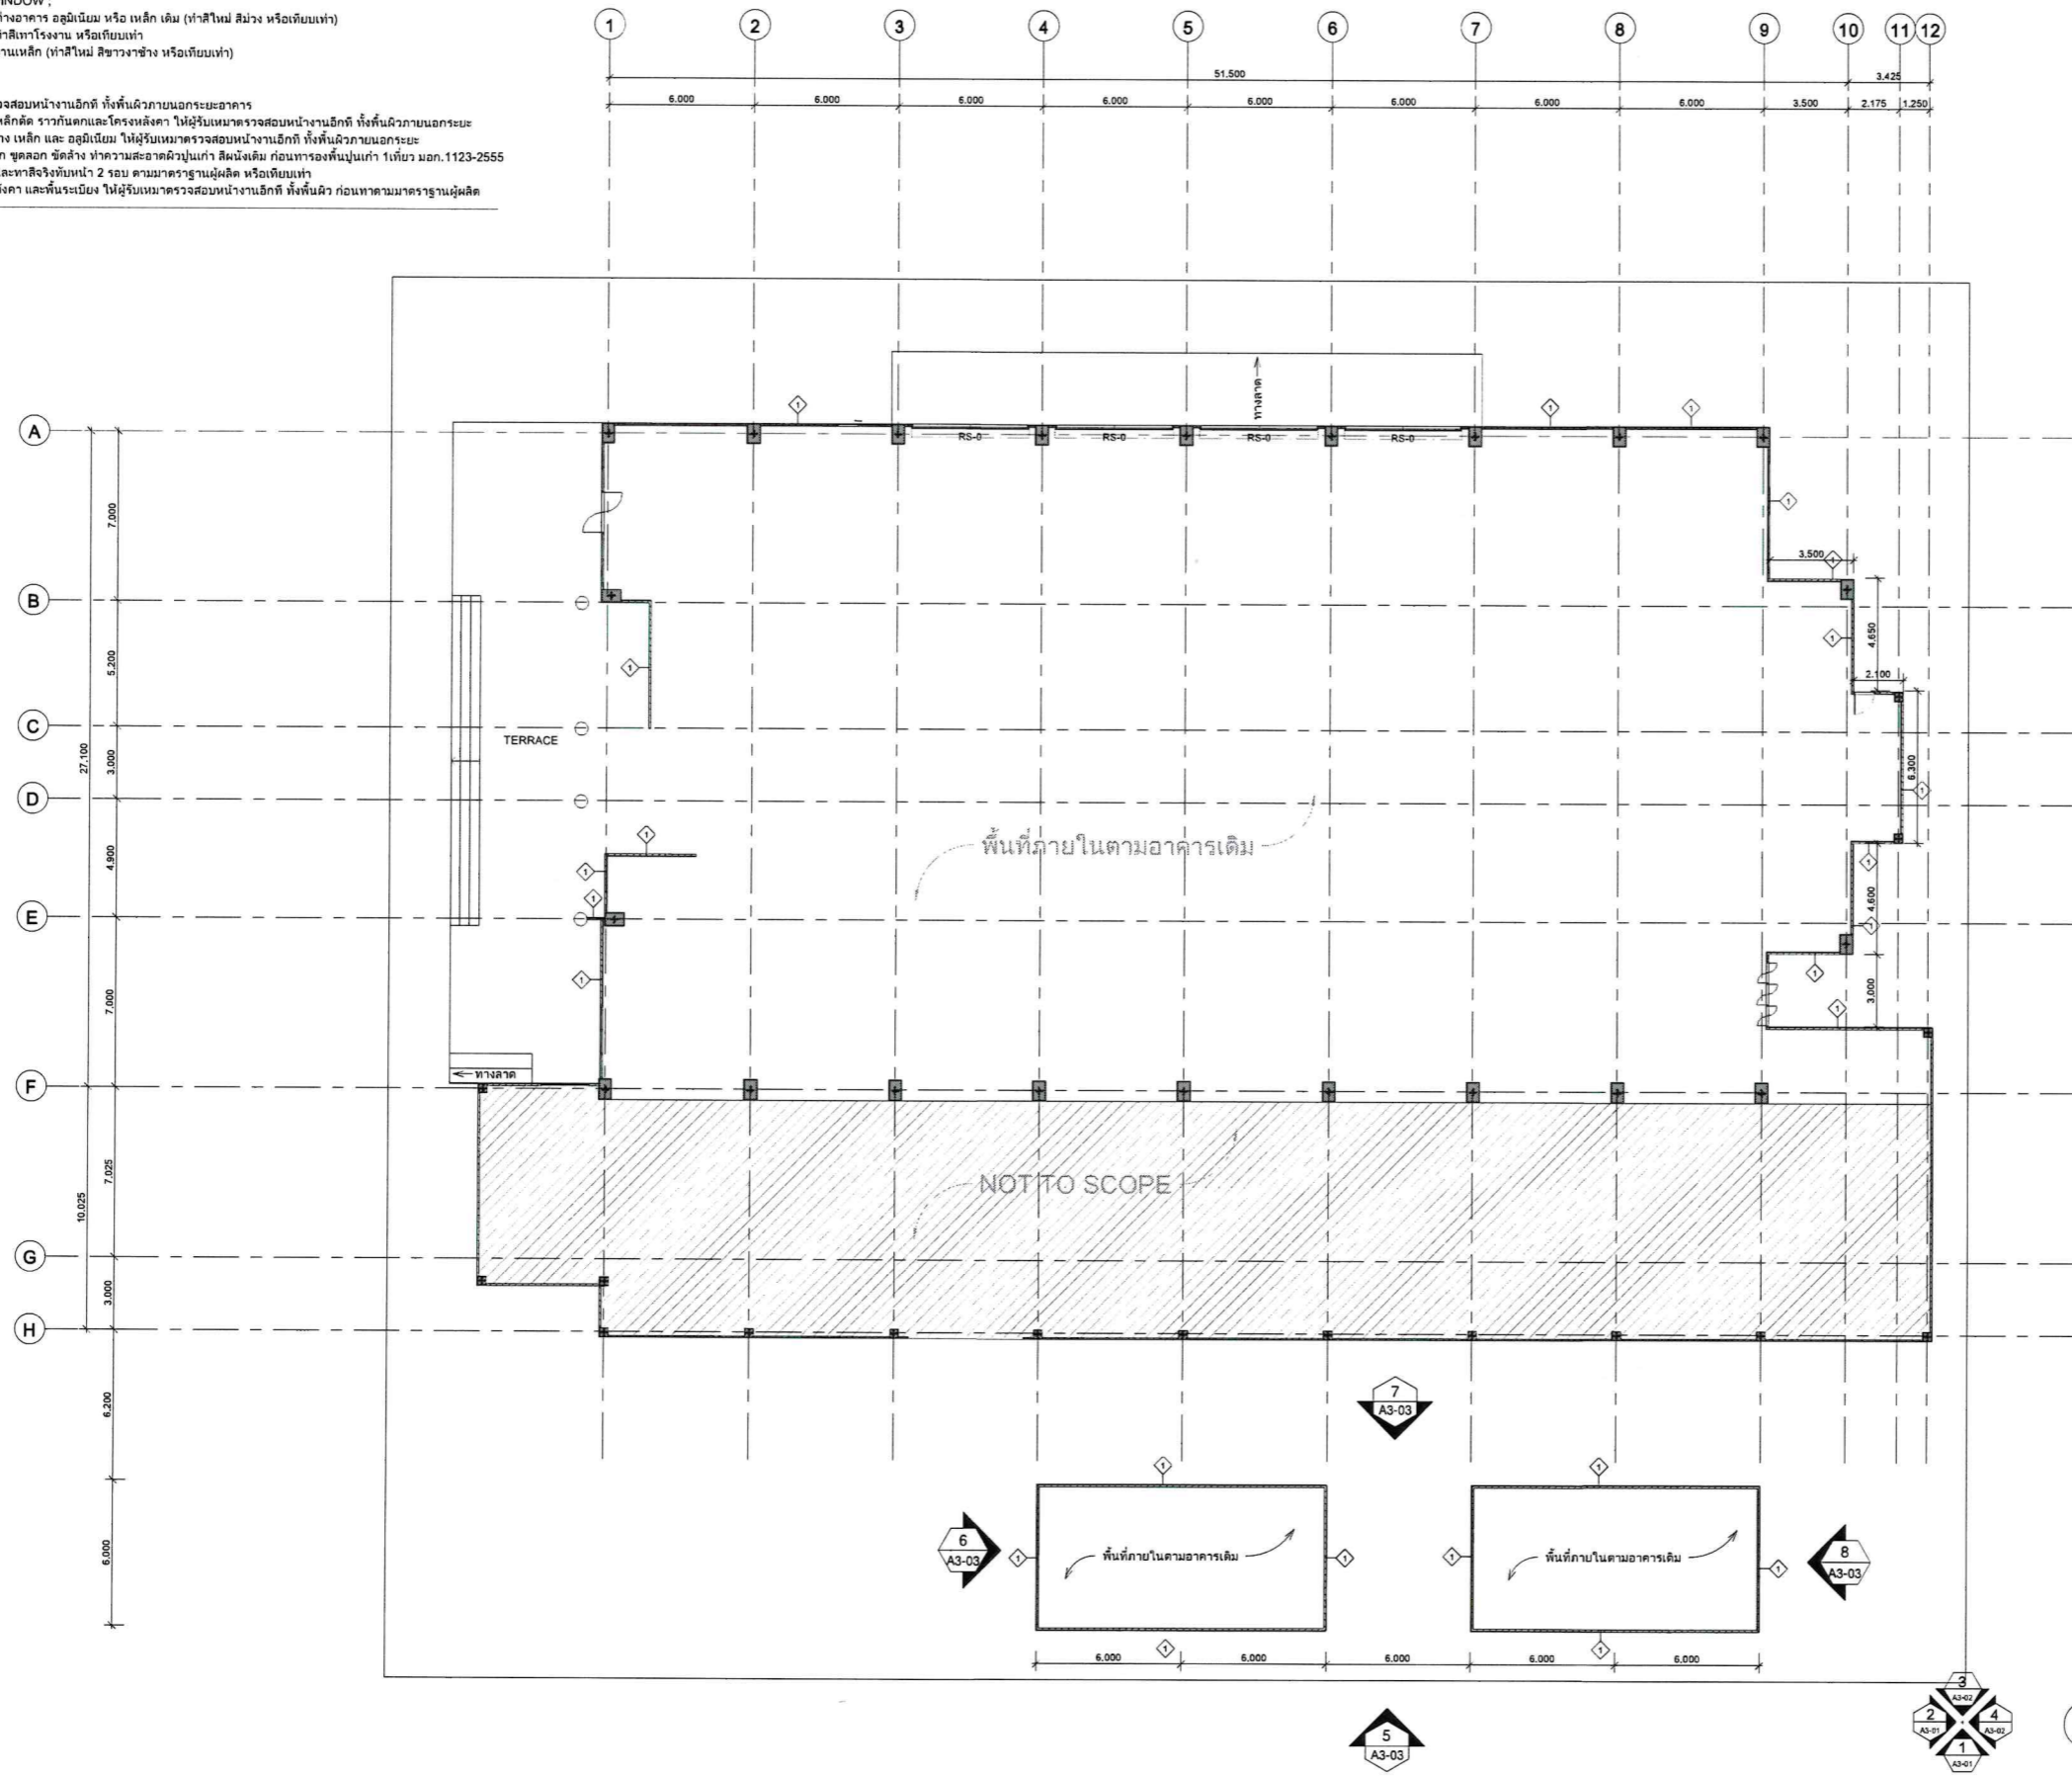 INDOW ;
่างอาคาร อลูมิเนียม หรือ เหล็ก เดิม (ทำสีใหม่ สีม่วง หรือเทียบเท่า)
ทำสีเทาโรงงาน หรือเทียบเท่า
านเหล็ก (ทำสีใหม่ สีขาวงาช้าง หรือเทียบเท่า)
วจสอบหน้างานอีกที ทั้งพื้นผิวภายนอกระยะอาคาร
หล็กดัด ราวกันตกและโครงหลังคา ให้ผู้รับเหมาตรวจสอบหน้างานอีกที ทั้งพื้นผิวภายนอกระยะ
าง เหล็ก และ อลูมิเนียม ให้ผู้รับเหมาตรวจสอบหน้างานอีกที ทั้งพื้นผิวภายนอกระยะ
ก ขูดลอก ขัดล้าง ทำความสะอาดผิวปูนเก่า สีผนังเดิม ก่อนทารองพื้นปูนเก่า 1เที่ยว มอก.1123-2555
และทาสีจริงทับหน้า 2 รอบ ตามมาตราฐานผู้ผลิต หรือเทียบเท่า
ังคา และพื้นระเบียง ให้ผู้รับเหมาตรวจสอบหน้างานอีกที ทั้งพื้นผิว ก่อนทาตามมาตราฐานผู้ผลิต
1 2 3 4 5 6 7 8 9 10 11 12
51.500 3.425
6.000 6.000 6.000 6.000 6.000 6.000 6.000 6.000 3.500 2.175 1.250
ทางลาด
1 1 1
A
RS-0 RS-0 RS-0 RS-0
7.000
1
3.500 1
B
5.200
1
1
4.650
2.100
C
TERRACE
27.100
3.000
6.300
1
D
พื้นที่ภายในตามอาคารเดิม
4.900
1
1
1
1
4.600
E
1
1
1
7.000
3.000
1
ทางลาด
F
7.025
10.025
NOT TO SCOPE
G
3.000
H
6.200
7
A3-03
1 1
6.000
6
A3-03
1
พื้นที่ภายในตามอาคารเดิม
1
1
พื้นที่ภายในตามอาคารเดิม
1
8
A3-03
1 1
6.000 6.000 6.000 6.000 6.000
5
A3-03
3
A3-02
2
A3-01
4
A3-02
1
A3-01